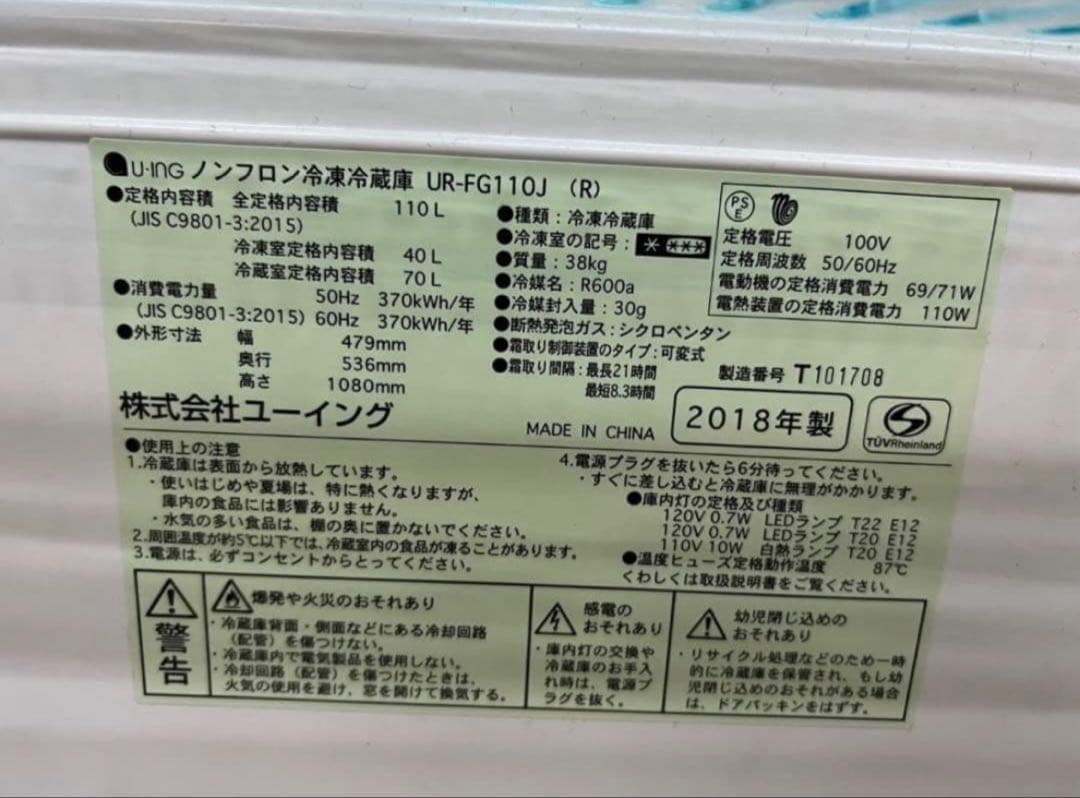 U-ING ノンフロン冷凍冷蔵庫 UR-FG110J (R)
●定格内容積 全定格内容積 110L
(JIS C9801-3:2015)
冷凍室定格内容積 40L
冷蔵室定格内容積 70L
●消費電力量 50Hz 370kWh/年
(JIS C9801-3:2015) 60Hz 370kWh/年
●外形寸法 幅 479mm
奥行 536mm
高さ 1080mm
株式会社ユーイング
●種類:冷凍冷蔵庫
●冷凍室の記号:
●質量:38kg
●冷媒名:R600a
●冷媒封入量:30g
●断熱発泡ガス:シクロペンタン
●霜取り制御装置のタイプ:可変式
●霜取り間隔:最長21時間
最短8.3時間
PS
E
定格電圧 100V
定格周波数 50/60Hz
電動機の定格消費電力 69/71W
電熱装置の定格消費電力 110W
製造番号 T101708
MADE IN CHINA
2018年製
TÜVRheinland
●使用上の注意
1.冷蔵庫は表面から放熱しています。
・使いはじめや夏場は、特に熱くなりますが、
庫内の食品には影響ありません。
・水気の多い食品は、棚の奥に置かないでください。
2.周囲温度が約5℃以下では、冷蔵室内の食品が凍ることがあります。
3.電源は、必ずコンセントからとってください。
4.電源プラグを抜いたら6分待ってください。
・すぐに差し込むと冷蔵庫に無理がかかります。
●庫内灯の定格及び種類
120V 0.7W LEDランプ T22 E12
120V 0.7W LEDランプ T20 E12
110V 10W 白熱ランプ T20 E12
●温度ヒューズ定格動作温度 87℃
くわしくは取扱説明書をご覧ください。
警告
爆発や火災のおそれあり
・冷蔵庫背面・側面などにある冷却回路
(配管)を傷つけない。
・冷蔵庫内で電気製品を使用しない。
・冷却回路(配管)を傷つけたときは、
火気の使用を避け、窓を開けて換気する。
感電の
おそれあり
・庫内灯の交換や
冷蔵庫のお手入
れ時は、電源プ
ラグを抜く。
幼児閉じ込めの
おそれあり
・リサイクル処理などのため一時
的に冷蔵庫を保管され、もし幼
児閉じ込めのおそれがある場合
は、ドアパッキンをはずす。